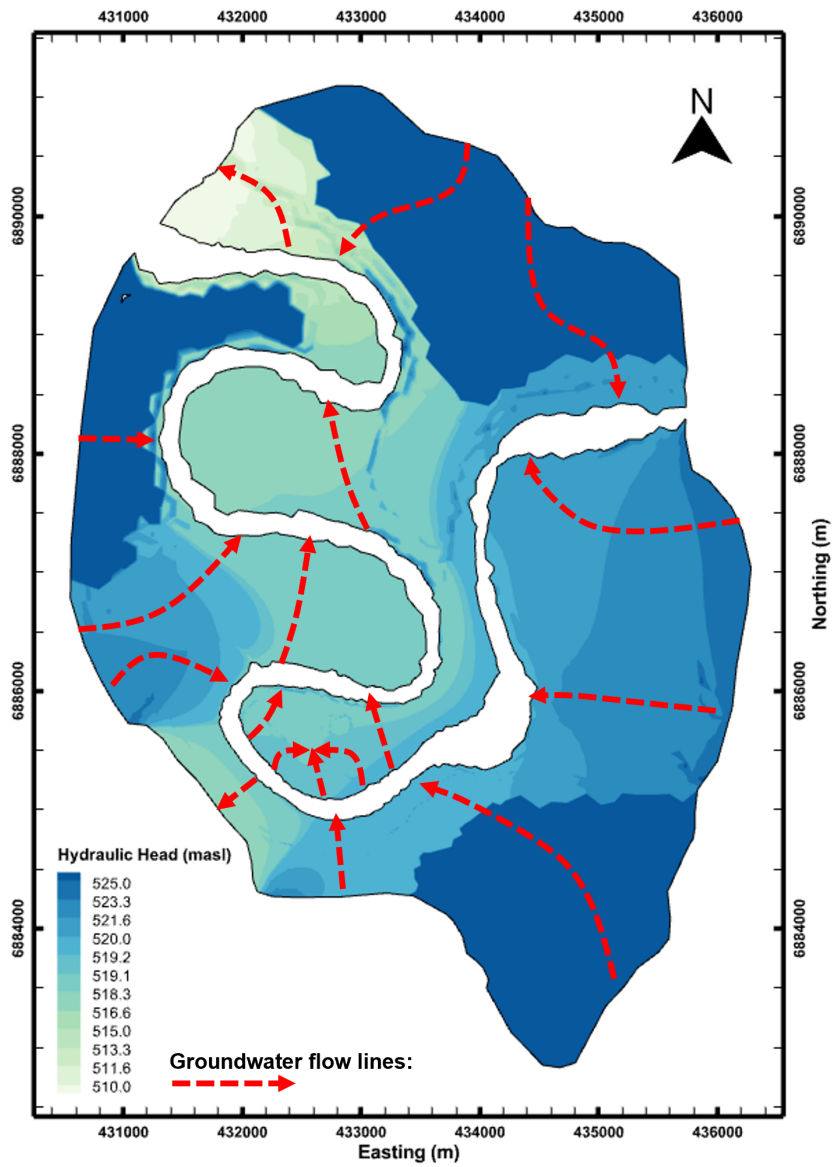 431000 432000 433000 434000 435000 436000
N
6890000 6890000
6888000 6888000
Northing (m)
6886000 6886000
Hydraulic Head (masl)
525.0
523.3
521.6
520.0
519.2
519.1
518.3
516.6
515.0
513.3
511.6
510.0
6884000 6884000
Groundwater flow lines:
431000 432000 433000 434000 435000 436000
Easting (m)